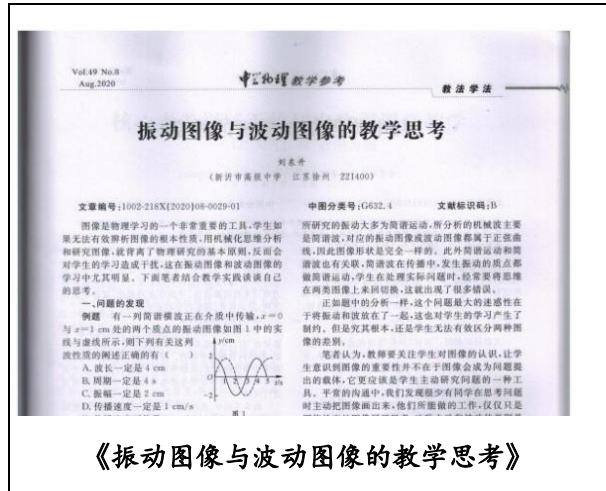 Vol.49 No.8
Aug.2020
中学物理教学参考
教法学法
振动图像与波动图像的教学思考
(新沂市高级中学 江苏徐州 221400)
文章编号:1002-218X(2020)08-0029-01
中图分类号:G632.4
文献标识码:B
图像是物理学习的一个非常重要的工具,学生如
果无法有效辨析图像的根本性质,用机械化思维分析
和研究图像,就背离了物理研究的基本原则,反而会
对学生的学习造成干扰,这在振动图像和波动图像的
学习中尤其明显。下面笔者结合教学实践谈谈自己
的思考。
一、问题的发现
例题 有一列简谐横波正在介质中传输,x=0
与x=1 cm处的两个质点的振动图像如图1中的实
线与虚线所示,则下列有关这列
波性质的阐述正确的有( )
A.波长一定是4 cm
B.周期一定是4 s
C.振幅一定是2 cm
D.传播速度一定是1 cm/s
y/cm
2
O
1 2 3 4 5 t/s
-2
图1
所研究的振动大多为简谐运动,所分析的机械波主要
是简谐波,对应的振动图像或波动图像都属于正弦曲
线,因此图像形状是完全一样的。此外简谐运动和简
谐波也有关联,简谐波在传播中,发生振动的质点都
做简谐运动,学生在处理实际问题时,经常要将思维
在两类图像上来回切换,这就出现了很多错误。
正如题中的分析一样,这个问题最大的迷惑性在
于将振动和波放在了一起,这也对学生的学习产生了
制约。但是究其根本,还是学生无法有效区分两种图
像的差别。
笔者认为,教师要关注学生对图像的认识,让学
生意识到图像的重要性并不在于图像会成为问题提
出的载体,它更应该是学生主动研究问题的一种工
具。平常的沟通中,我们发现很少有同学在思考问题
时主动把图像画出来,他们所能做的工作,仅仅只是
《振动图像与波动图像的教学思考》